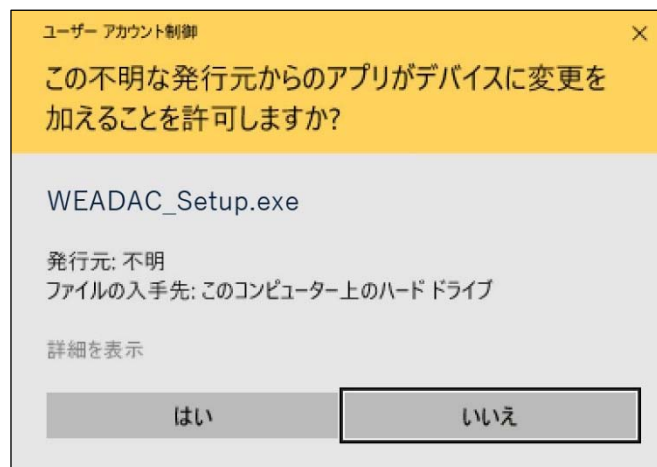 ユーザー アカウント制御
この不明な発行元からのアプリがデバイスに変更を
加えることを許可しますか?
WEADAC_Setup.exe
発行元: 不明
ファイルの入手先: このコンピューター上のハード ドライブ
詳細を表示
はい
いいえ